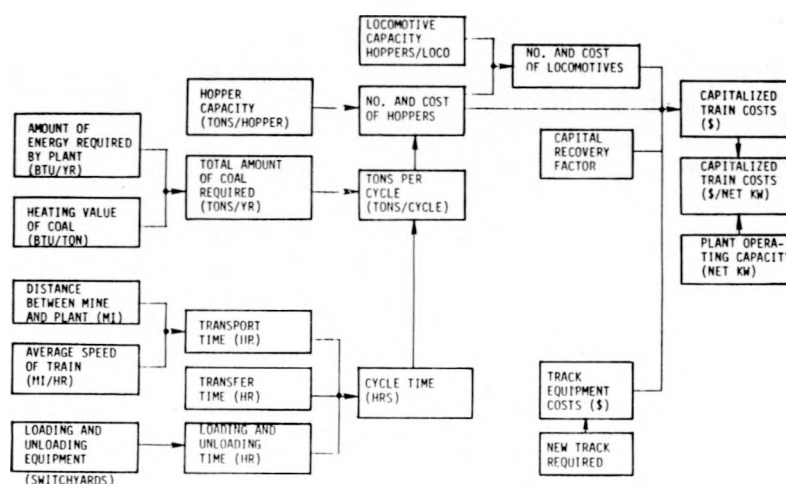 LOCOMOTIVE
CAPACITY
HOPPERS/LOCO
NO. AND COST
OF LOCOMOTIVES
HOPPER
CAPACITY
(TONS/HOPPER)
NO. AND COST
OF HOPPERS
CAPITALIZED
TRAIN COSTS
($)
AMOUNT OF
ENERGY REQUIRED
BY PLANT
(BTU/YR)
CAPITAL
RECOVERY
FACTOR
TOTAL AMOUNT
OF COAL
REQUIRED
(TONS/YR)
TONS PER
CYCLE
(TONS/CYCLE)
CAPITALIZED
TRAIN COSTS
($/NET KW)
HEATING VALUE
OF COAL
(BTU/TON)
PLANT OPERA-
TING CAPACITY
(NET KW)
DISTANCE
BETWEEN MINE
AND PLANT (MI)
TRANSPORT
TIME (HR)
AVERAGE SPEED
OF TRAIN
(MI/HR)
TRANSFER
TIME (HR)
CYCLE TIME
(HRS)
TRACK
EQUIPMENT
COSTS ($)
LOADING AND
UNLOADING
EQUIPMENT
(SWITCHYARDS)
LOADING AND
UNLOADING
TIME (HR)
NEW TRACK
REQUIRED